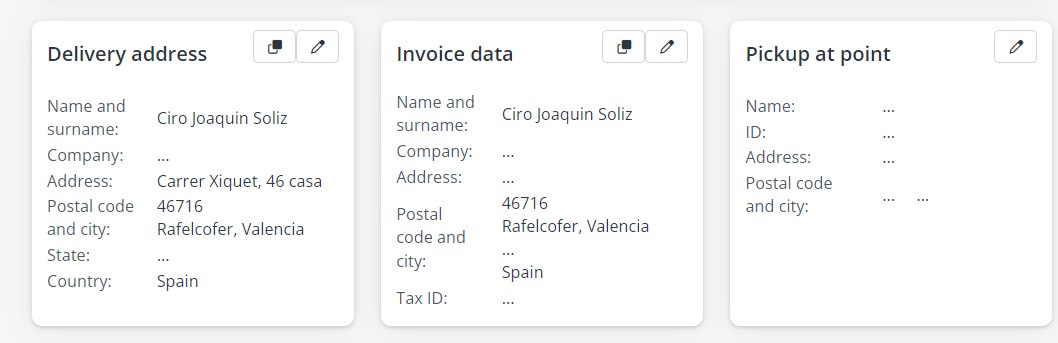 Delivery address
Name and
surname:
Ciro Joaquin Soliz
Company:
...
Address:
Carrer Xiquet, 46 casa
Postal code
and city:
46716
Rafelcofer, Valencia
State:
...
Country:
Spain
Invoice data
Name and
surname:
Ciro Joaquin Soliz
Company:
...
Address:
...
Postal
code and
city:
46716
Rafelcofer, Valencia
...
Spain
Tax ID:
...
Pickup at point
Name:
...
ID:
...
Address:
...
Postal code
and city:
... ...